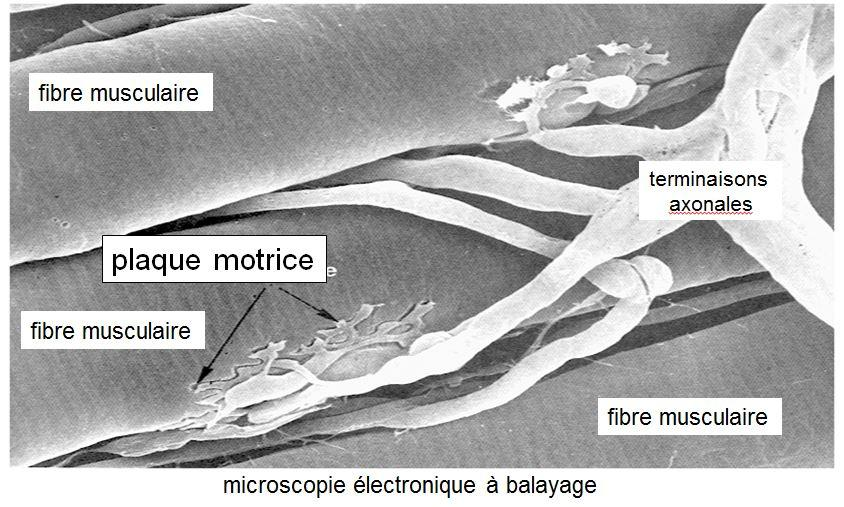 fibre musculaire
terminaisons
axonales
plaque motrice
fibre musculaire
fibre musculaire
microscopie électronique à balayage